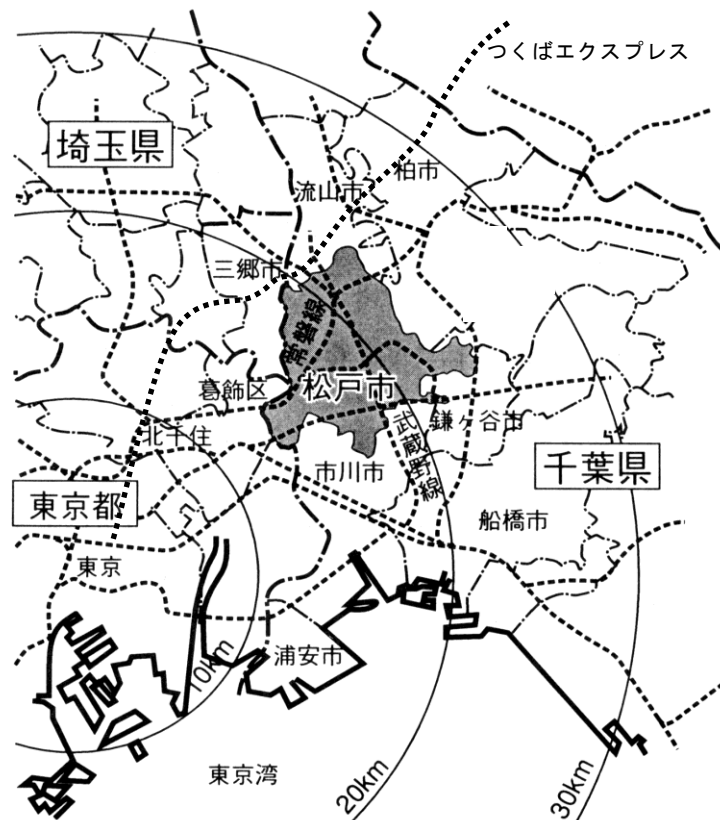 つくばエクスプレス
埼玉県
柏市
流山市
三郷市
常磐線
葛飾区
松戸市
北千住
武蔵野線
鎌ヶ谷市
市川市
千葉県
東京都
船橋市
東京
浦安市
10km
東京湾
20km
30km